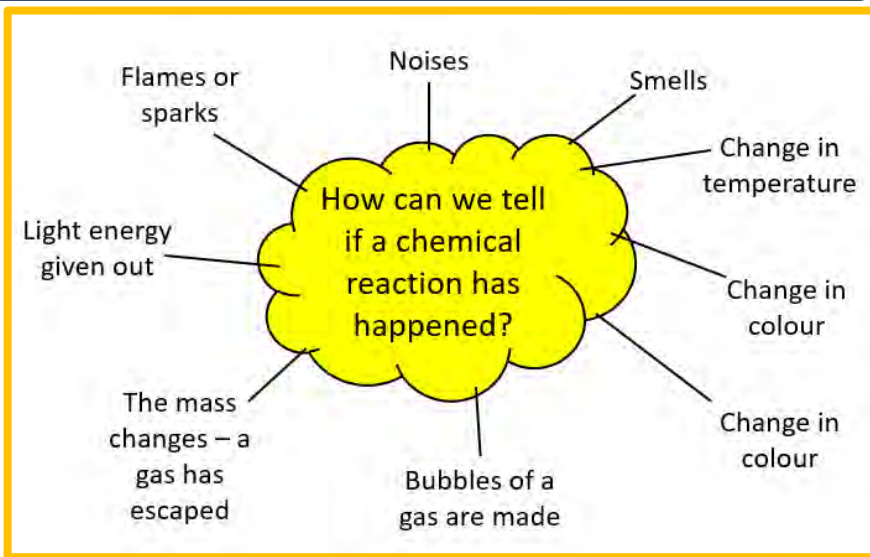 How can we tell
if a chemical
reaction has
happened?
Noises
Smells
Change in
temperature
Change in
colour
Change in
colour
Bubbles of a
gas are made
The mass
changes – a
gas has
escaped
Light energy
given out
Flames or
sparks